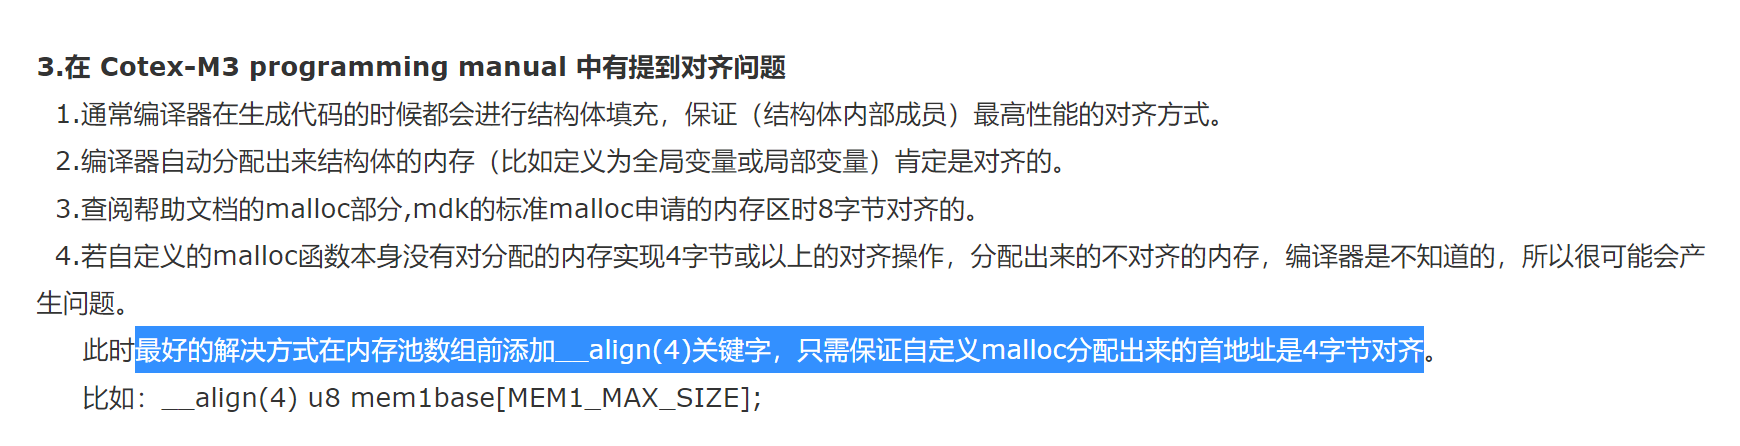 3.在 Cotex-M3 programming manual 中有提到对齐问题
1.通常编译器在生成代码的时候都会进行结构体填充，保证（结构体内部成员）最高性能的对齐方式。
2.编译器自动分配出来结构体的内存（比如定义为全局变量或局部变量）肯定是对齐的。
3.查阅帮助文档的malloc部分,mdk的标准malloc申请的内存区时8字节对齐的。
4.若自定义的malloc函数本身没有对分配的内存实现4字节或以上的对齐操作，分配出来的不对齐的内存，编译器是不知道的，所以很可能会产
生问题。
此时最好的解决方式在内存池数组前添加__align(4)关键字，只需保证自定义malloc分配出来的首地址是4字节对齐。
比如：__align(4) u8 mem1base[MEM1_MAX_SIZE];